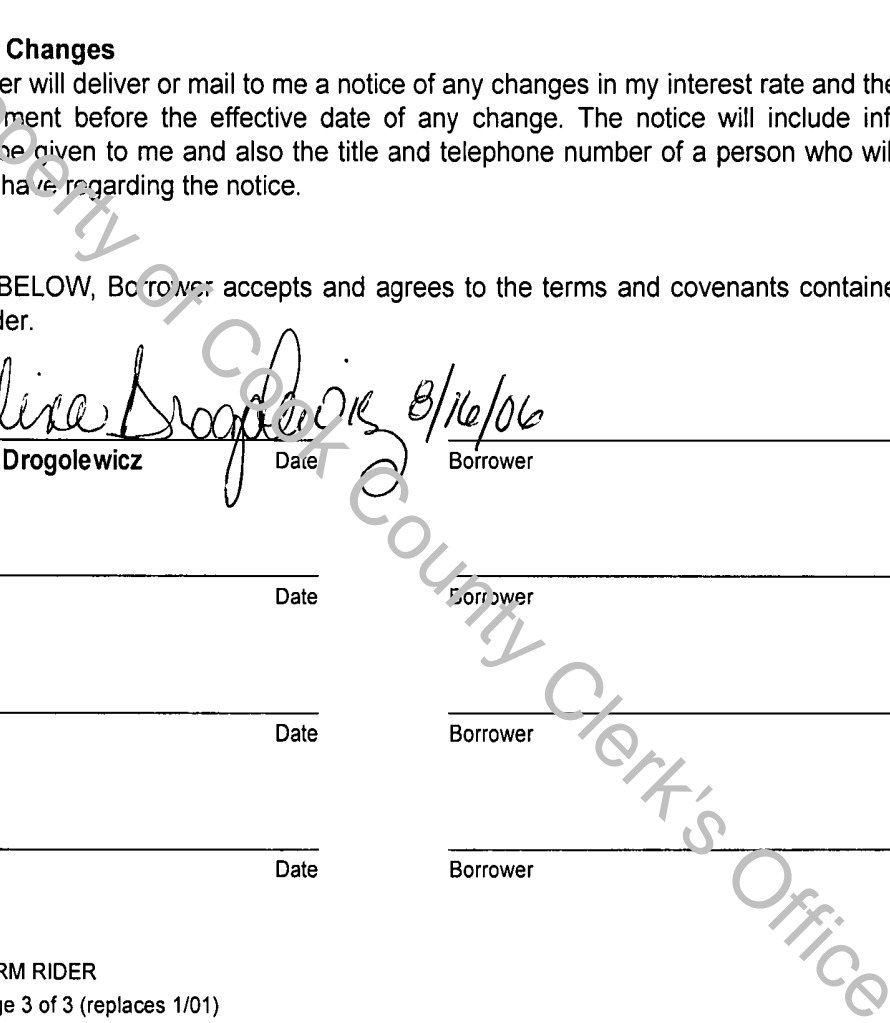 Changes
er will deliver or mail to me a notice of any changes in my interest rate and the
ment before the effective date of any change. The notice will include inf
be given to me and also the title and telephone number of a person who wil
have regarding the notice.
BELOW, Borrower accepts and agrees to the terms and covenants containe
der.
Drogolewicz 8/16/06
Drogolewicz Date Borrower
Date Borrower
Date Borrower
Date Borrower
RM RIDER
ge 3 of 3 (replaces 1/01)
perty of Cook County Clerk's Office